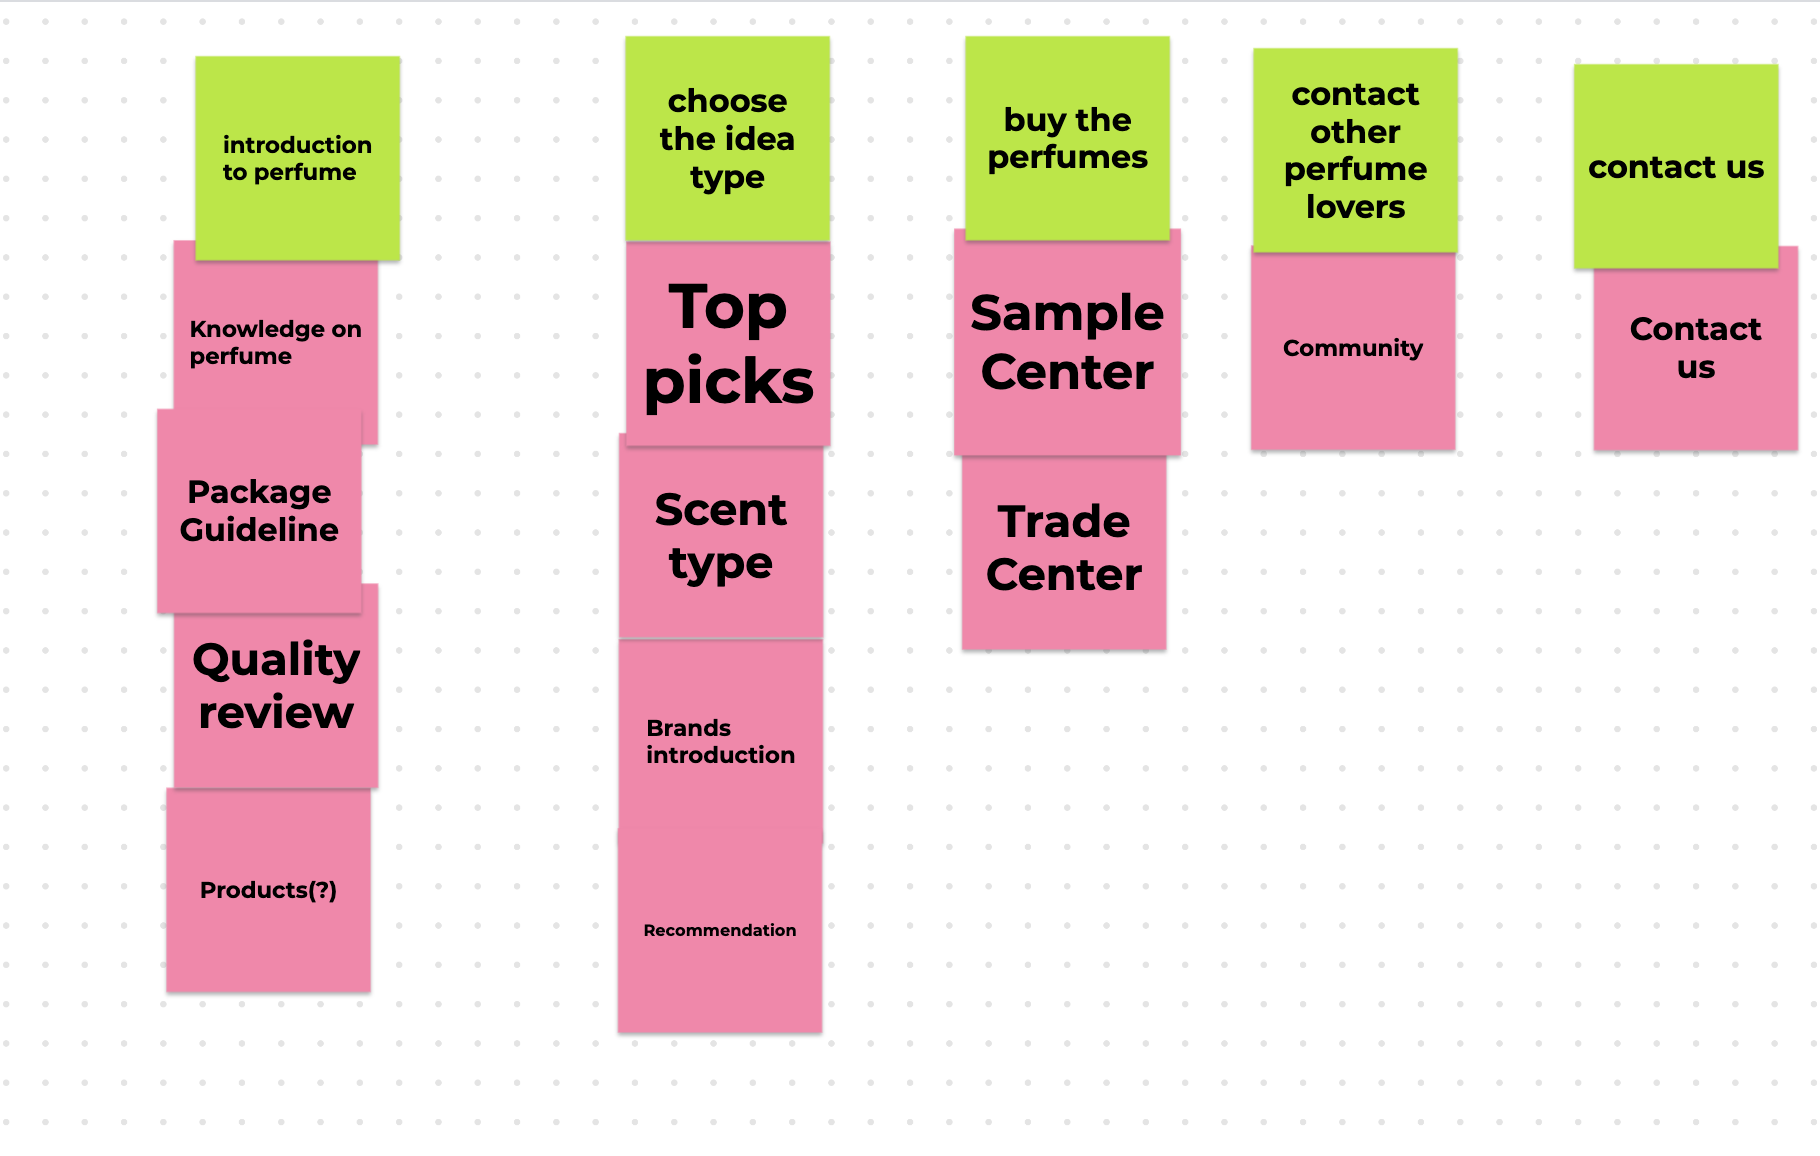 introduction
to perfume
Knowledge on
perfume
Package
Guideline
Quality
review
Products(?)
choose
the idea
type
Top
picks
Scent
type
Brands
introduction
Recommendation
buy the
perfumes
Sample
Center
Trade
Center
contact
other
perfume
lovers
Community
contact us
Contact
us